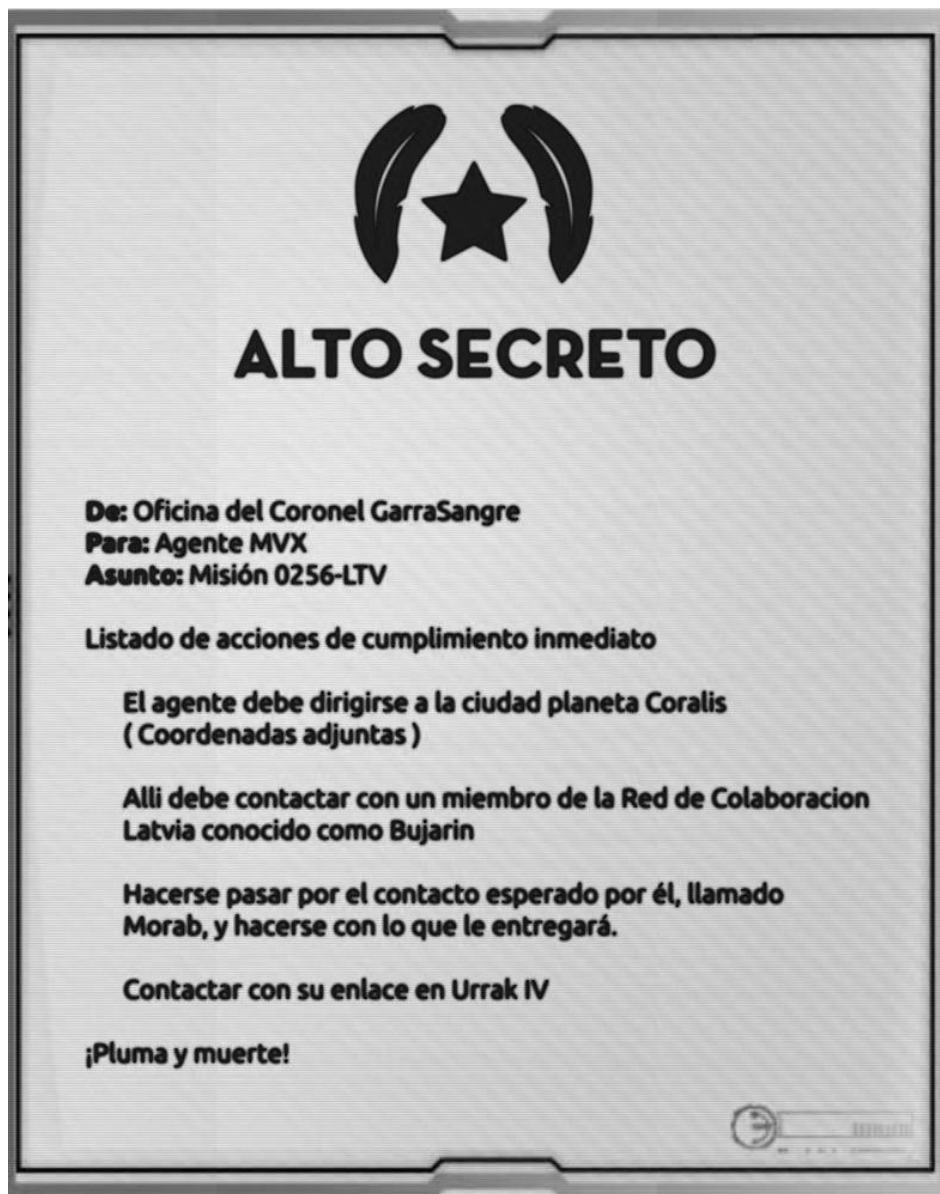 ALTO SECRETO
De: Oficina del Coronel GarraSangre
Para: Agente MVX
Asunto: Misión 0256-LTV
Listado de acciones de cumplimiento inmediato
El agente debe dirigirse a la ciudad planeta Coralis
( Coordenadas adjuntas )
Alli debe contactar con un miembro de la Red de Colaboracion
Latvia conocido como Bujarin
Hacerse pasar por el contacto esperado por él, llamado
Morab, y hacerse con lo que le entregará.
Contactar con su enlace en Urrak IV
¡Pluma y muerte!